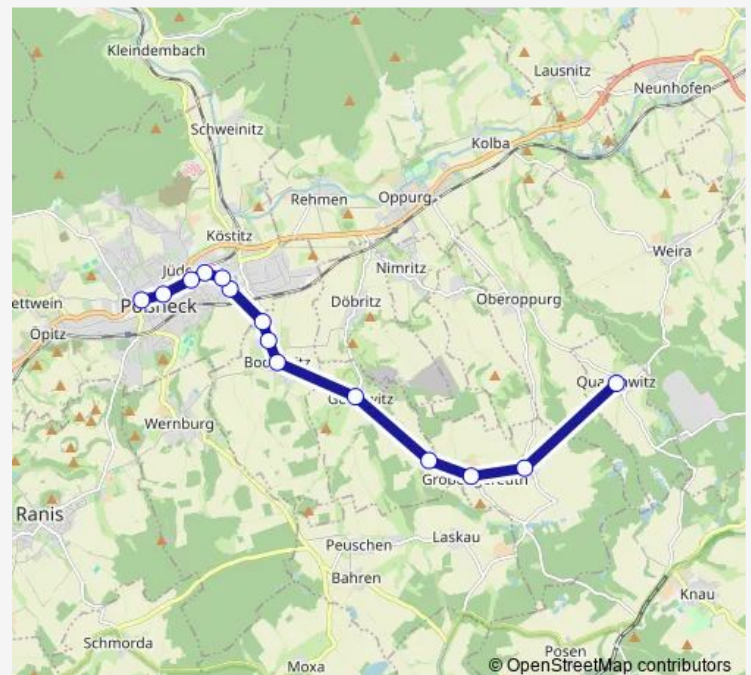 Kleindembach
Lausnitz
Neunhofen
Schweinitz
Kolba
Rehmen
Oppurg
Köstitz
Weira
Nimritz
Oberoppurg
Döbritz
Öpitz
Wernburg
Ranis
Peuschen
Laskau
Bahren
Knau
Schmorda
Posen
Moxa
© OpenStreetMap contributors